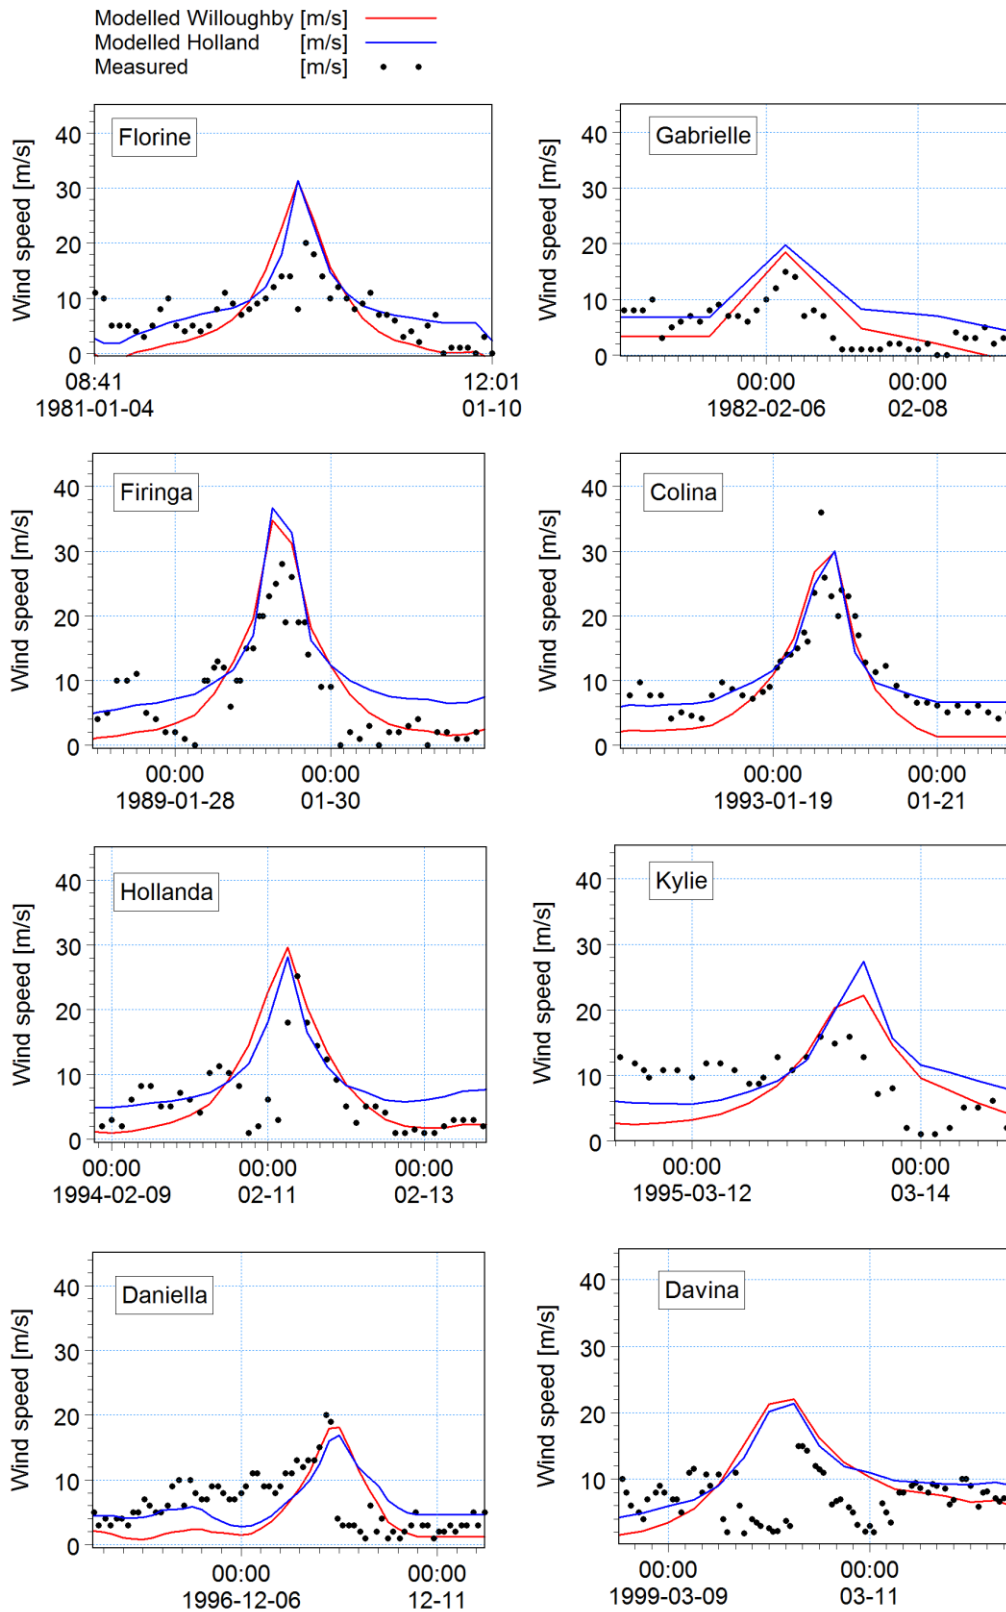 Modelled Willoughby [m/s]
Modelled Holland [m/s]
Measured [m/s]
Florine
Wind speed [m/s]
40
30
20
10
0
08:41 12:01
1981-01-04 01-10
Gabrielle
Wind speed [m/s]
40
30
20
10
0
00:00 00:00
1982-02-06 02-08
Firinga
Wind speed [m/s]
40
30
20
10
0
00:00 00:00
1989-01-28 01-30
Colina
Wind speed [m/s]
40
30
20
10
0
00:00 00:00
1993-01-19 01-21
Hollanda
Wind speed [m/s]
40
30
20
10
0
00:00 00:00 00:00
1994-02-09 02-11 02-13
Kylie
Wind speed [m/s]
40
30
20
10
0
00:00 00:00
1995-03-12 03-14
Daniella
Wind speed [m/s]
40
30
20
10
0
00:00 00:00
1996-12-06 12-11
Davina
Wind speed [m/s]
40
30
20
10
00:00 00:00
1999-03-09 03-11